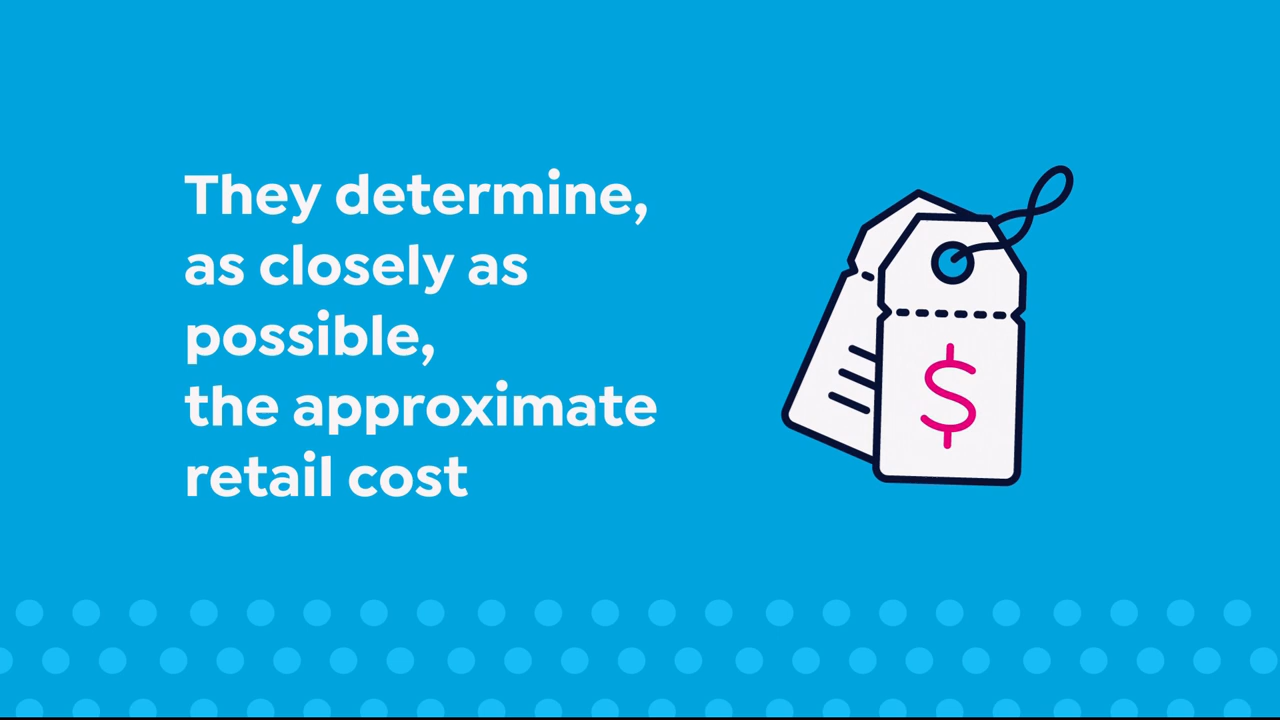 They determine,
as closely as
possible,
the approximate
retail cost
$